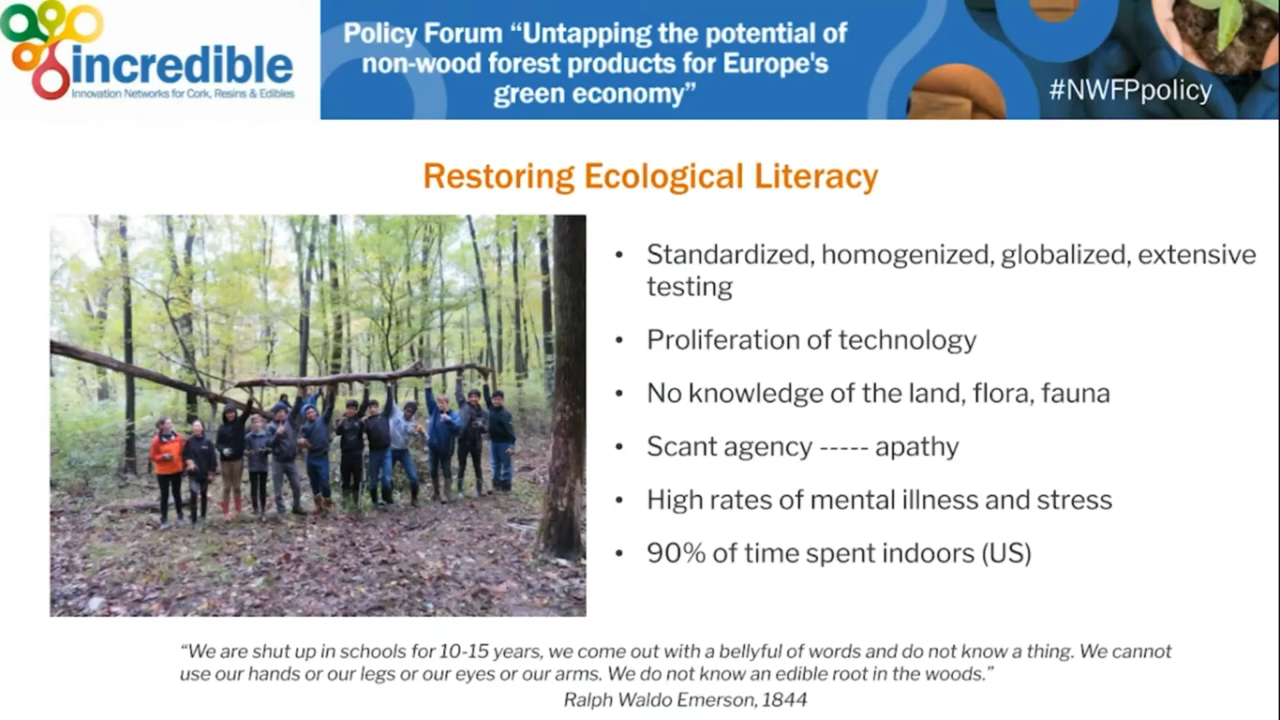 incredible
Innovation Networks for Cork, Resins & Edibles
Policy Forum “Untapping the potential of
non-wood forest products for Europe's
green economy”
#NWFPpolicy
Restoring Ecological Literacy
• Standardized, homogenized, globalized, extensive
testing
• Proliferation of technology
• No knowledge of the land, flora, fauna
• Scant agency ----- apathy
• High rates of mental illness and stress
• 90% of time spent indoors (US)
“We are shut up in schools for 10-15 years, we come out with a bellyful of words and do not know a thing. We cannot
use our hands or our legs or our eyes or our arms. We do not know an edible root in the woods.”
Ralph Waldo Emerson, 1844